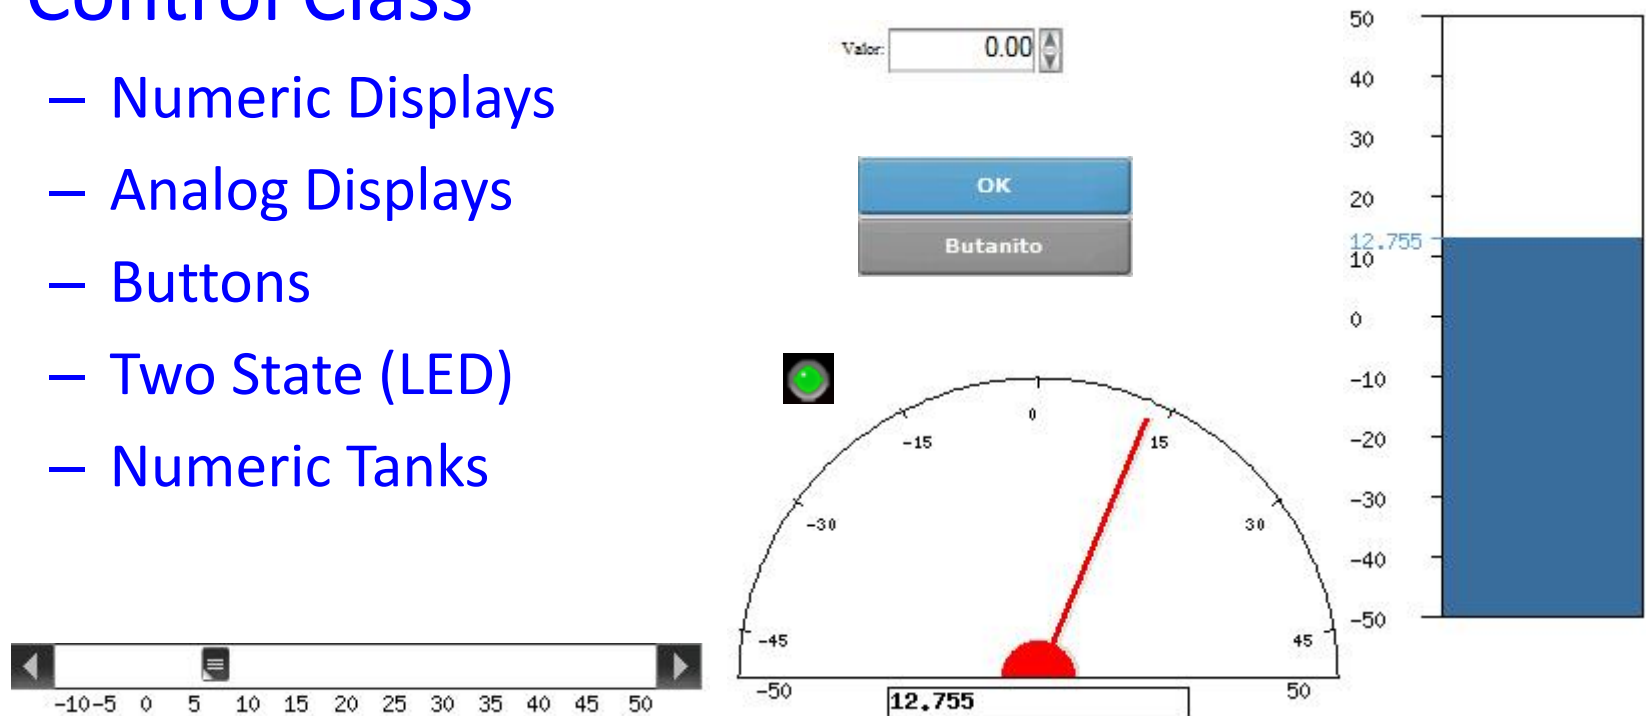 Control Class
– Numeric Displays
– Analog Displays
– Buttons
– Two State (LED)
– Numeric Tanks
Valor: 0.00
OK
Butanito
50
40
30
20
12.755
10
0
-10
-20
-30
-40
-50
0
-15 15
-30 30
-45 45
-50 50
12.755
-10 -5 0 5 10 15 20 25 30 35 40 45 50